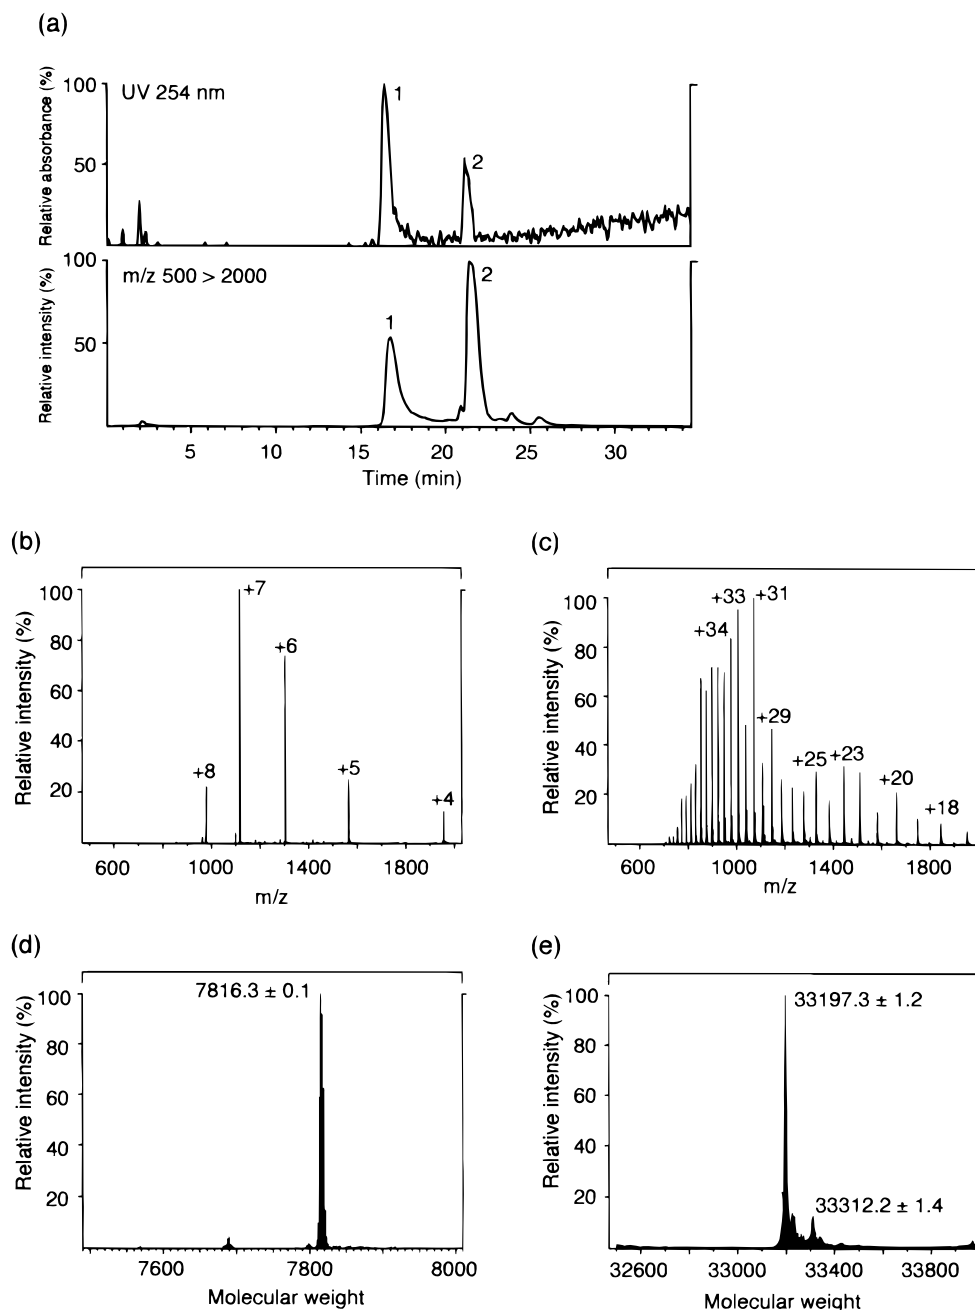 (a)
UV 254 nm
1
2
100
50
Relative absorbance (%)
m/z 500 > 2000
1
2
100
50
Relative intensity (%)
5 10 15 20 25 30
Time (min)
(b)
+7
+6
+8
+5
+4
100
80
60
40
20
Relative intensity (%)
600 1000 1400 1800
m/z
(c)
+33 +31
+34
+29
+25 +23
+20
+18
100
80
60
40
20
Relative intensity (%)
600 1000 1400 1800
m/z
(d)
7816.3 ± 0.1
100
80
60
40
20
Relative intensity (%)
7600 7800 8000
Molecular weight
(e)
33197.3 ± 1.2
33312.2 ± 1.4
100
80
60
40
20
Relative intensity (%)
32600 33000 33400 33800
Molecular weight